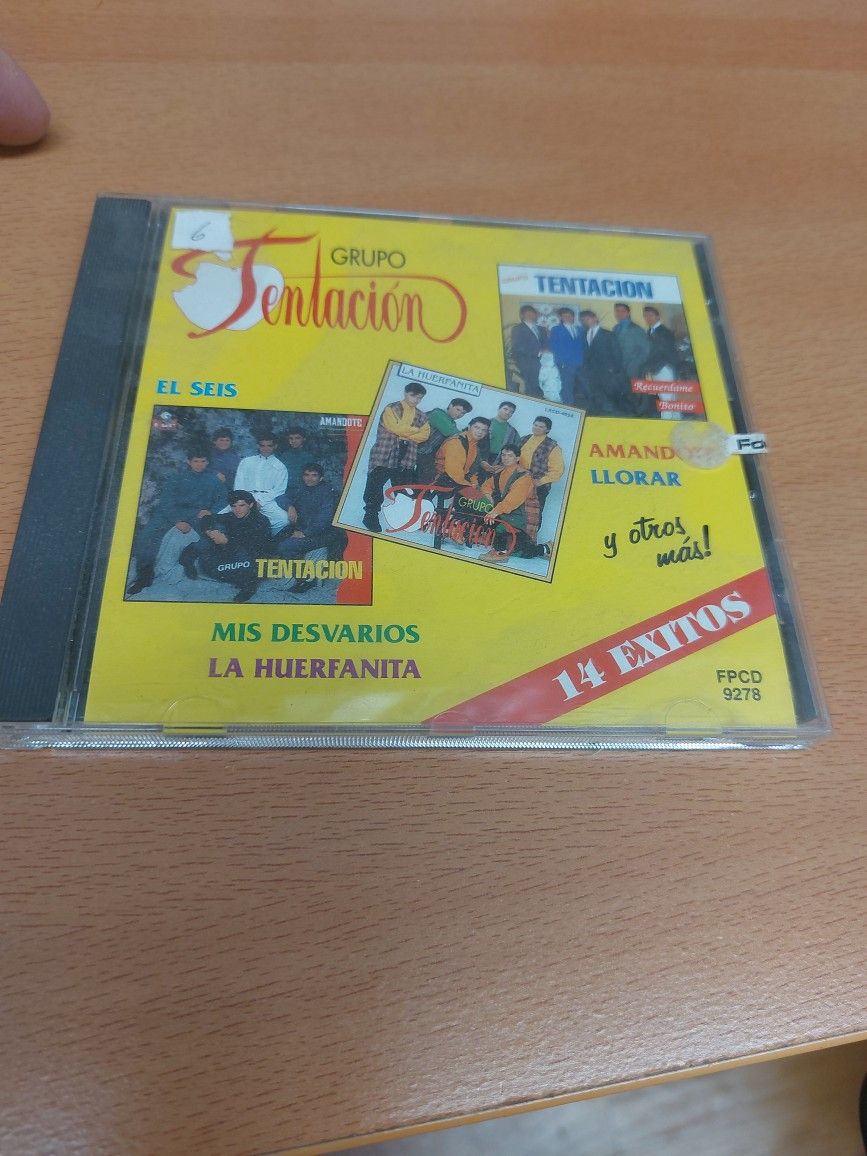 6
GRUPO
Tentación
GRUPO TENTACION
Recuerdame
Bonito
EL SEIS
AMANDOTE
GRUPO TENTACION
LA HUERFANITA
GRUPO
Tentación
LLORAR
y otros
más!
MIS DESVARIOS
LA HUERFANITA
14 EXITOS
FPCD
9278